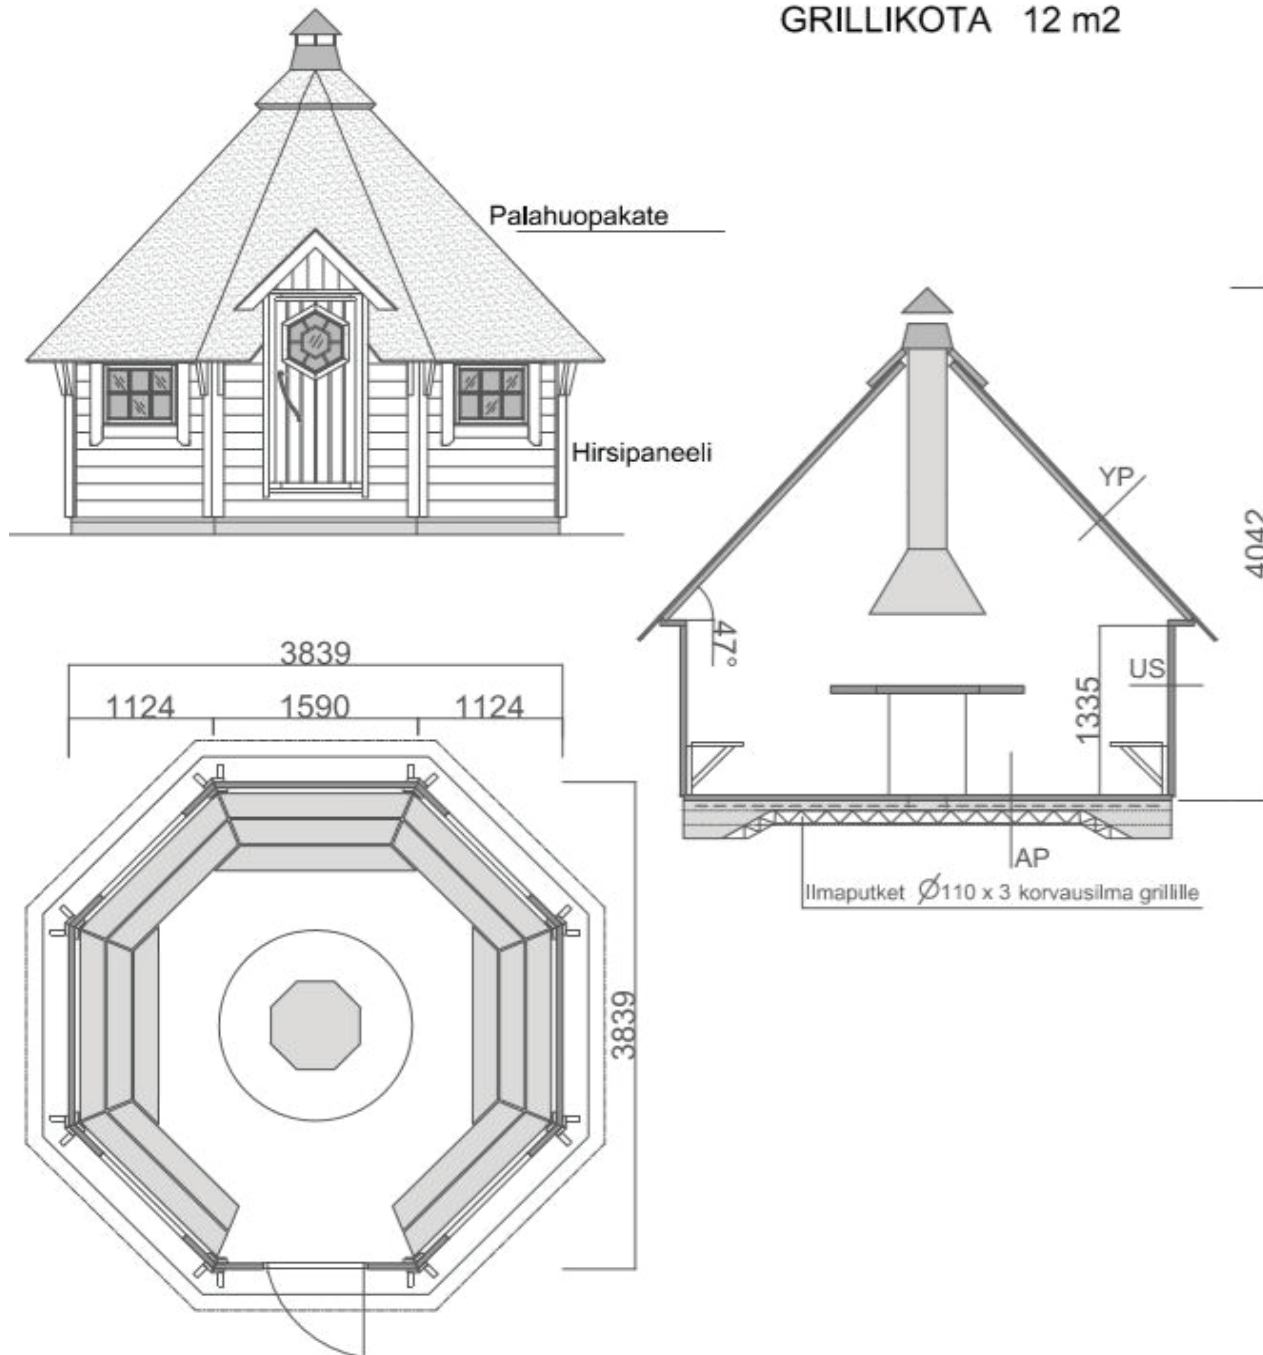 GRILLIKOTA 12 m2
Palahuopakate
Hirsipaneeli
YP
4042
47°
US
1335
AP
Ilmaputket Ø110 x 3 korvausilma grillille
3839
1124 1590 1124
3839